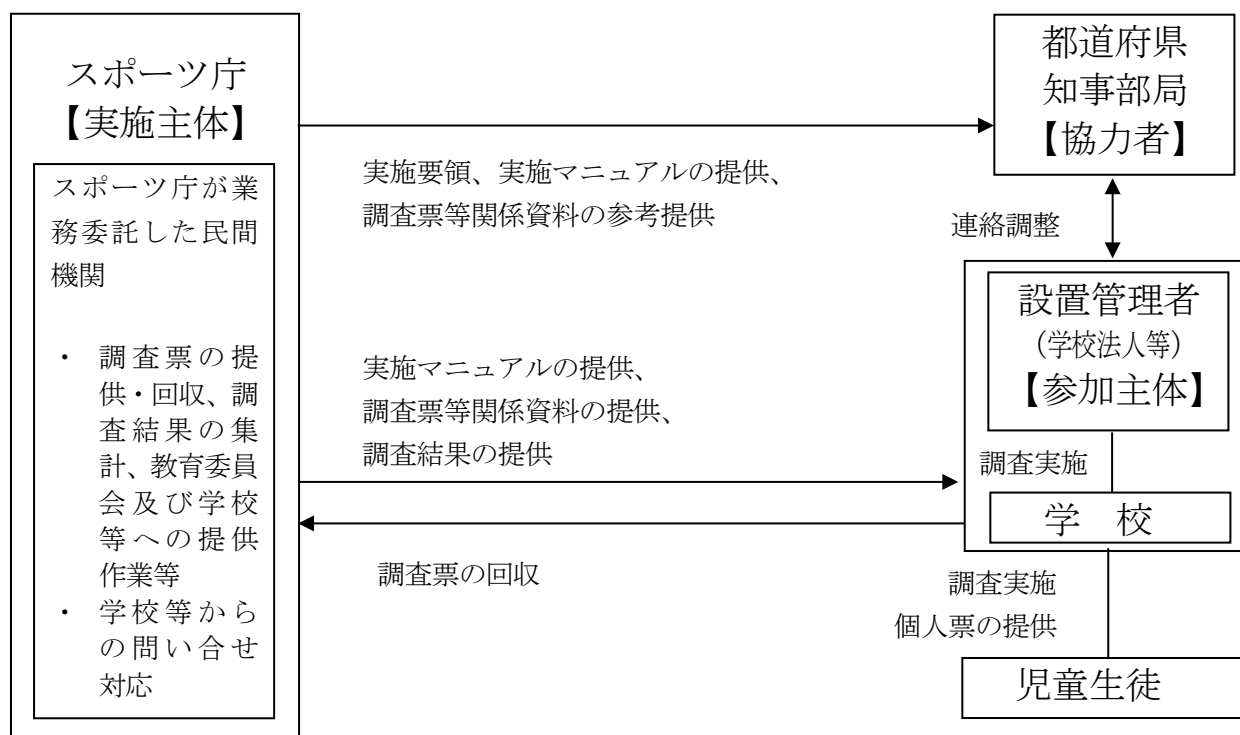 スポーツ庁
【実施主体】
スポーツ庁が業
務委託した民間
機関
・ 調査票の提
供・回収、調
査結果の集
計、教育委員
会及び学校
等への提供
作業等
・ 学校等から
の問い合せ
対応
実施要領、実施マニュアルの提供、
調査票等関係資料の参考提供
実施マニュアルの提供、
調査票等関係資料の提供、
調査結果の提供
調査票の回収
都道府県
知事部局
【協力者】
連絡調整
設置管理者
（学校法人等）
【参加主体】
調査実施
学 校
調査実施
個人票の提供
児童生徒